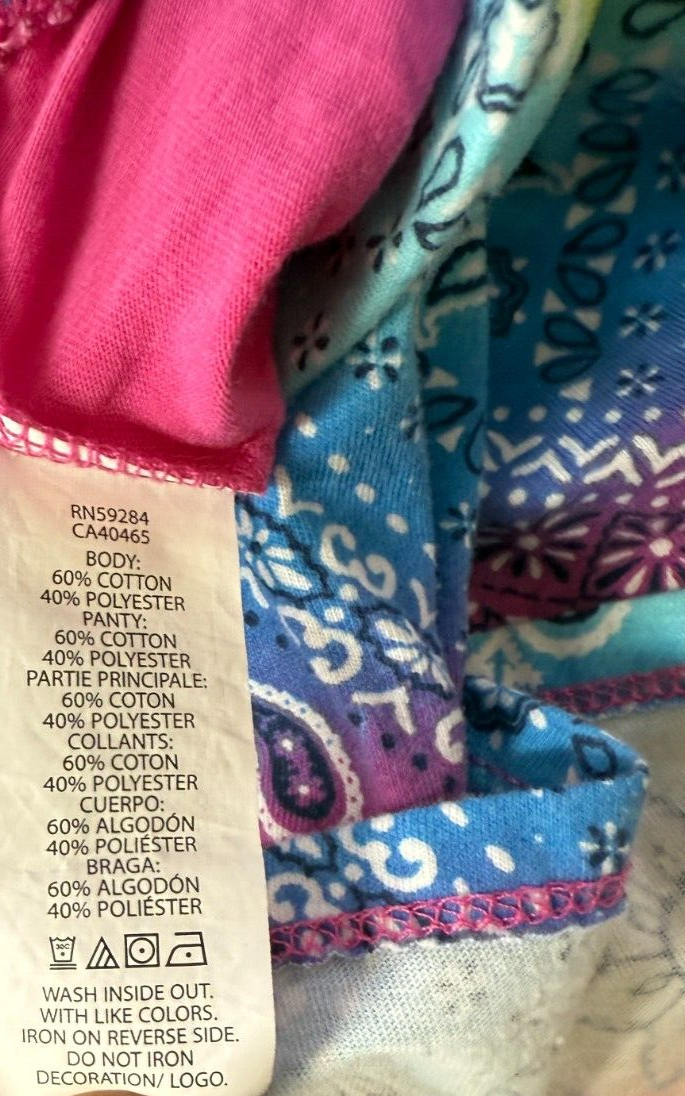 RN59284
CA40465
BODY:
60% COTTON
40% POLYESTER
PANTY:
60% COTTON
40% POLYESTER
PARTIE PRINCIPALE:
60% COTON
40% POLYESTER
COLLANTS:
60% COTON
40% POLYESTER
CUERPO:
60% ALGODÓN
40% POLIÉSTER
BRAGA:
60% ALGODÓN
40% POLIÉSTER
30C
WASH INSIDE OUT.
WITH LIKE COLORS.
IRON ON REVERSE SIDE.
DO NOT IRON
DECORATION/ LOGO.